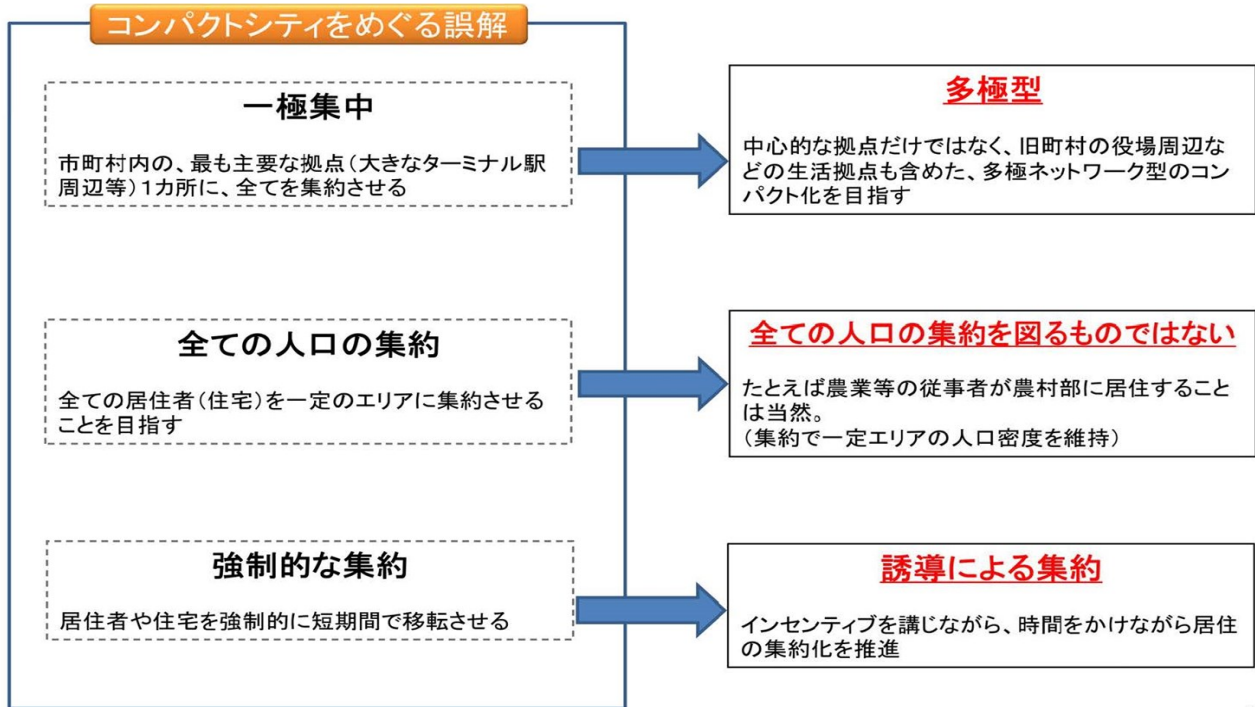 コンパクトシティをめぐる誤解
一極集中
市町村内の、最も主要な拠点(大きなターミナル駅
周辺等)1カ所に、全てを集約させる
多極型
中心的な拠点だけではなく、旧町村の役場周辺な
どの生活拠点も含めた、多極ネットワーク型のコン
パクト化を目指す
全ての人口の集約
全ての居住者(住宅)を一定のエリアに集約させる
ことを目指す
全ての人口の集約を図るものではない
たとえば農業等の従事者が農村部に居住すること
は当然。
(集約で一定エリアの人口密度を維持)
強制的な集約
居住者や住宅を強制的に短期間で移転させる
誘導による集約
インセンティブを講じながら、時間をかけながら居住
の集約化を推進